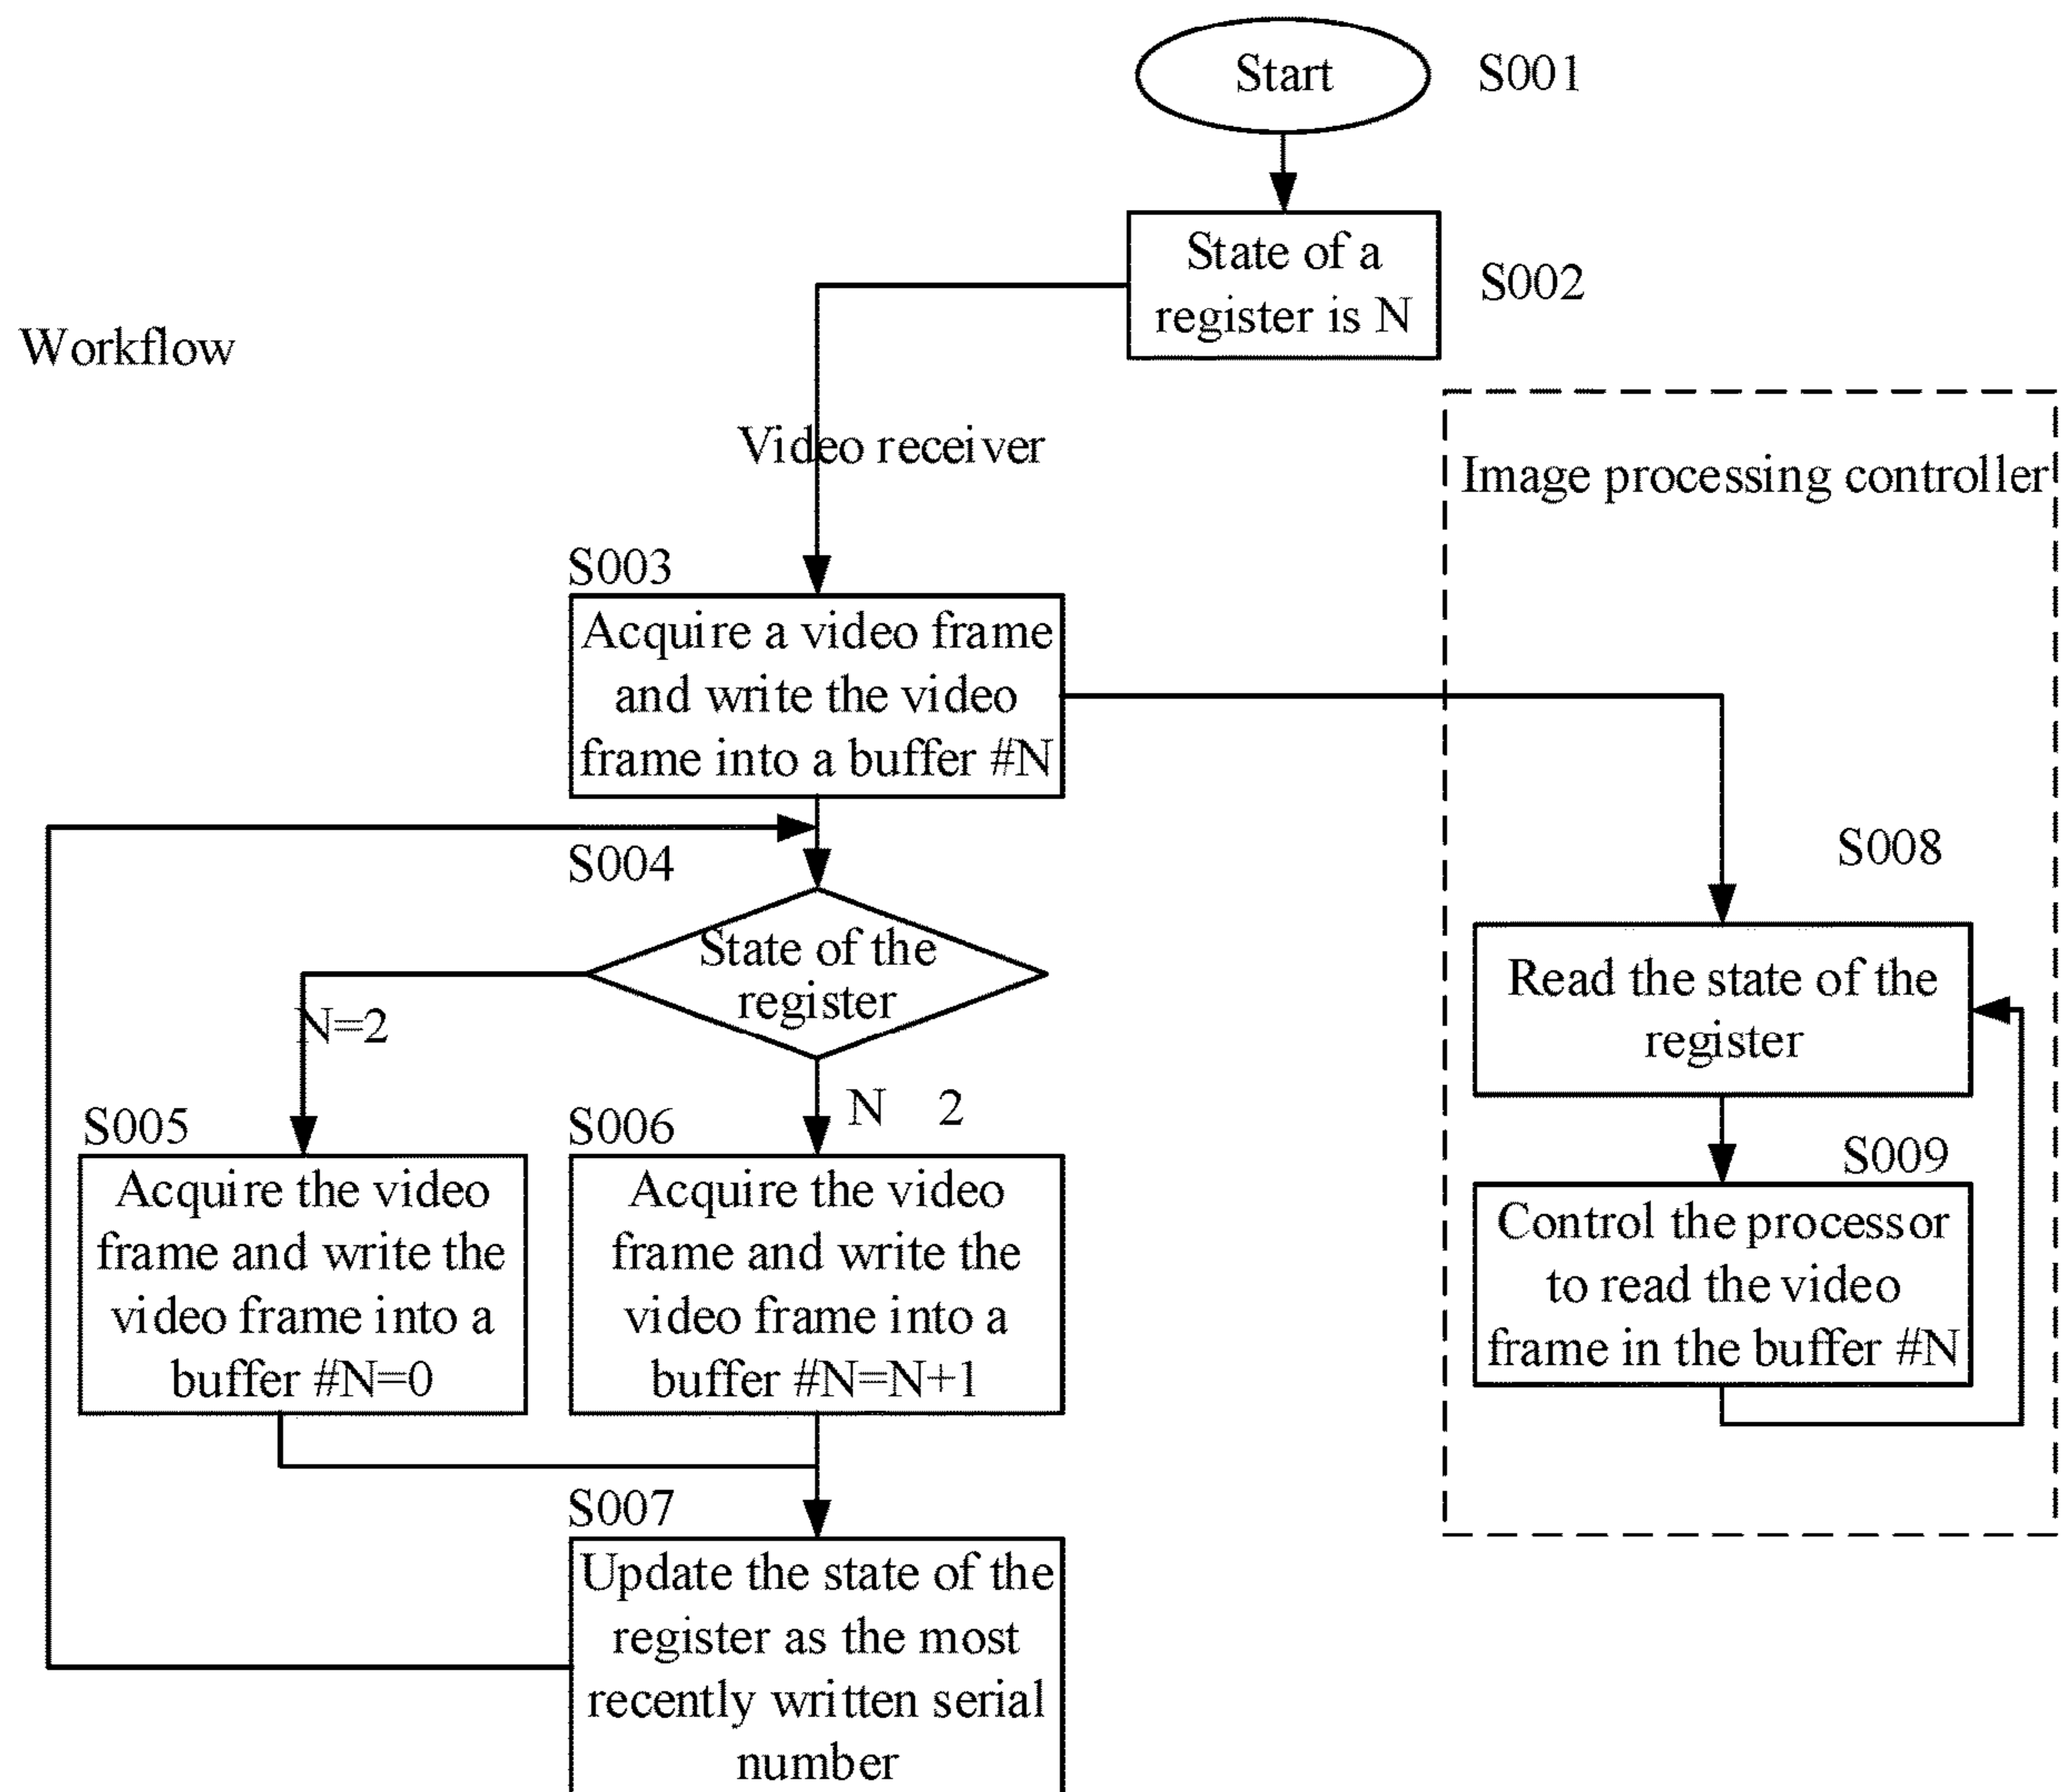 Start
S001
State of a
register is N
S002
Workflow
Video receiver
Image processing controller
S003
Acquire a video frame
and write the video
frame into a buffer #N
S004
State of the
register
N=2
N 2
S005
Acquire the video
frame and write the
video frame into a
buffer #N=0
S006
Acquire the video
frame and write the
video frame into a
buffer #N=N+1
S007
Update the state of the
register as the most
recently written serial
number
S008
Read the state of the
register
S009
Control the processor
to read the video
frame in the buffer #N